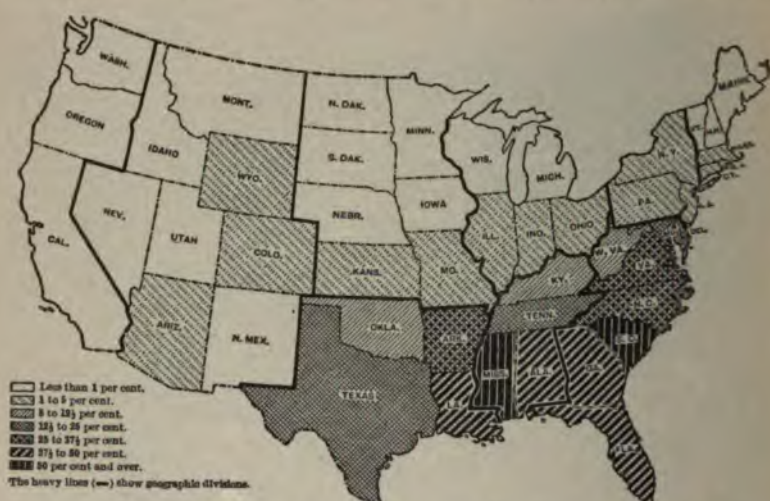 WASH.
MONT.
N. DAK.
MINN.
OREGON
IDAHO
WYO.
S. DAK.
WIS.
MICH.
MAINE
VT.
N.H.
MASS.
CT.
N.Y.
CAL.
NEV.
UTAH
COLO.
NEBR.
IOWA
ILL.
IND.
OHIO
PA.
W. VA.
VA.
KANS.
MO.
KY.
N.C.
TENN.
ARIZ.
N. MEX.
OKLA.
ARK.
S.C.
TEXAS
LA.
MISS.
ALA.
GA.
FLA.
Less than 1 per cent.
1 to 5 per cent.
5 to 12½ per cent.
12½ to 25 per cent.
25 to 37½ per cent.
37½ to 50 per cent.
50 per cent and over.
The heavy lines (—) show geographic divisions.